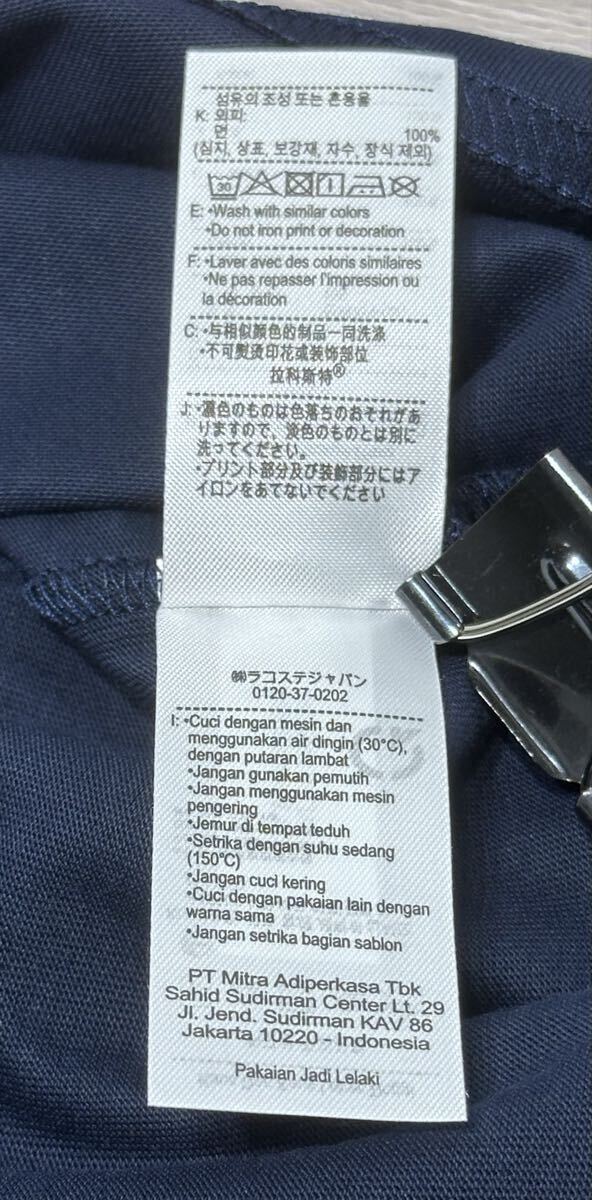 섬유의 조성 또는 혼용율
K: 외피:
면 100%
(심지, 상표, 보강재, 자수, 장식 제외)
30
E: •Wash with similar colors
•Do not iron print or decoration
F: •Laver avec des coloris similaires
•Ne pas repasser l'impression ou
la décoration
C: •与相似颜色的制品一同洗涤
•不可熨烫印花或装饰部位
拉科斯特®
J: •濃色のものは色落ちのおそれがあ
りますので、淡色のものとは別に
洗ってください。
•プリント部分及び装飾部分にはア
イロンをあてないでください
㈱ラコステジャパン
0120-37-0202
I: •Cuci dengan mesin dan
menggunakan air dingin (30°C),
dengan putaran lambat
•Jangan gunakan pemutih
•Jangan menggunakan mesin
pengering
•Jemur di tempat teduh
•Setrika dengan suhu sedang
(150°C)
•Jangan cuci kering
•Cuci dengan pakaian lain dengan
warna sama
•Jangan setrika bagian sablon
PT Mitra Adiperkasa Tbk
Sahid Sudirman Center Lt. 29
Jl. Jend. Sudirman KAV 86
Jakarta 10220 - Indonesia
Pakaian Jadi Lelaki